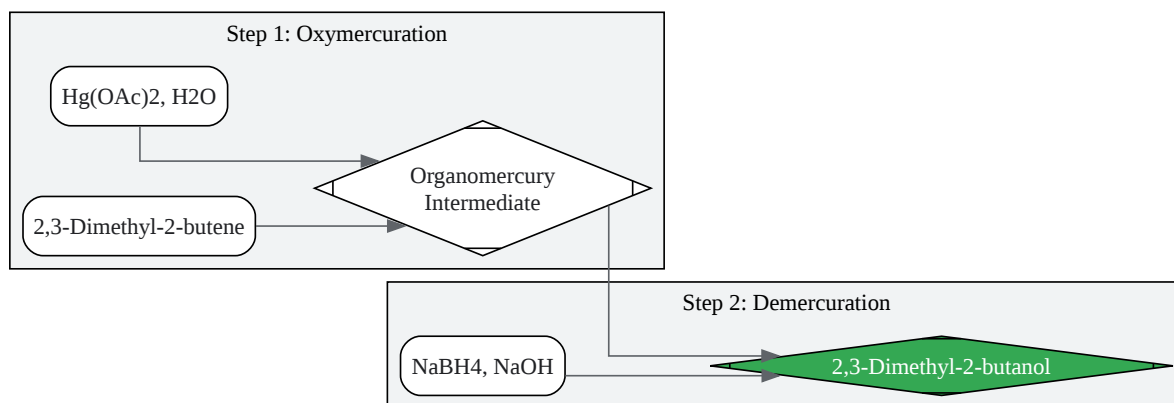 Step 1: Oxymercuration
Hg(OAc)2, H2O
Organomercury
Intermediate
2,3-Dimethyl-2-butene
Step 2: Demercuration
NaBH4, NaOH
2,3-Dimethyl-2-butanol